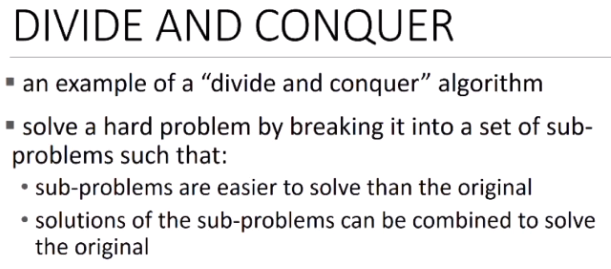 DIVIDE AND CONQUER
▪ an example of a “divide and conquer” algorithm
▪ solve a hard problem by breaking it into a set of sub-
problems such that:
• sub-problems are easier to solve than the original
• solutions of the sub-problems can be combined to solve
the original